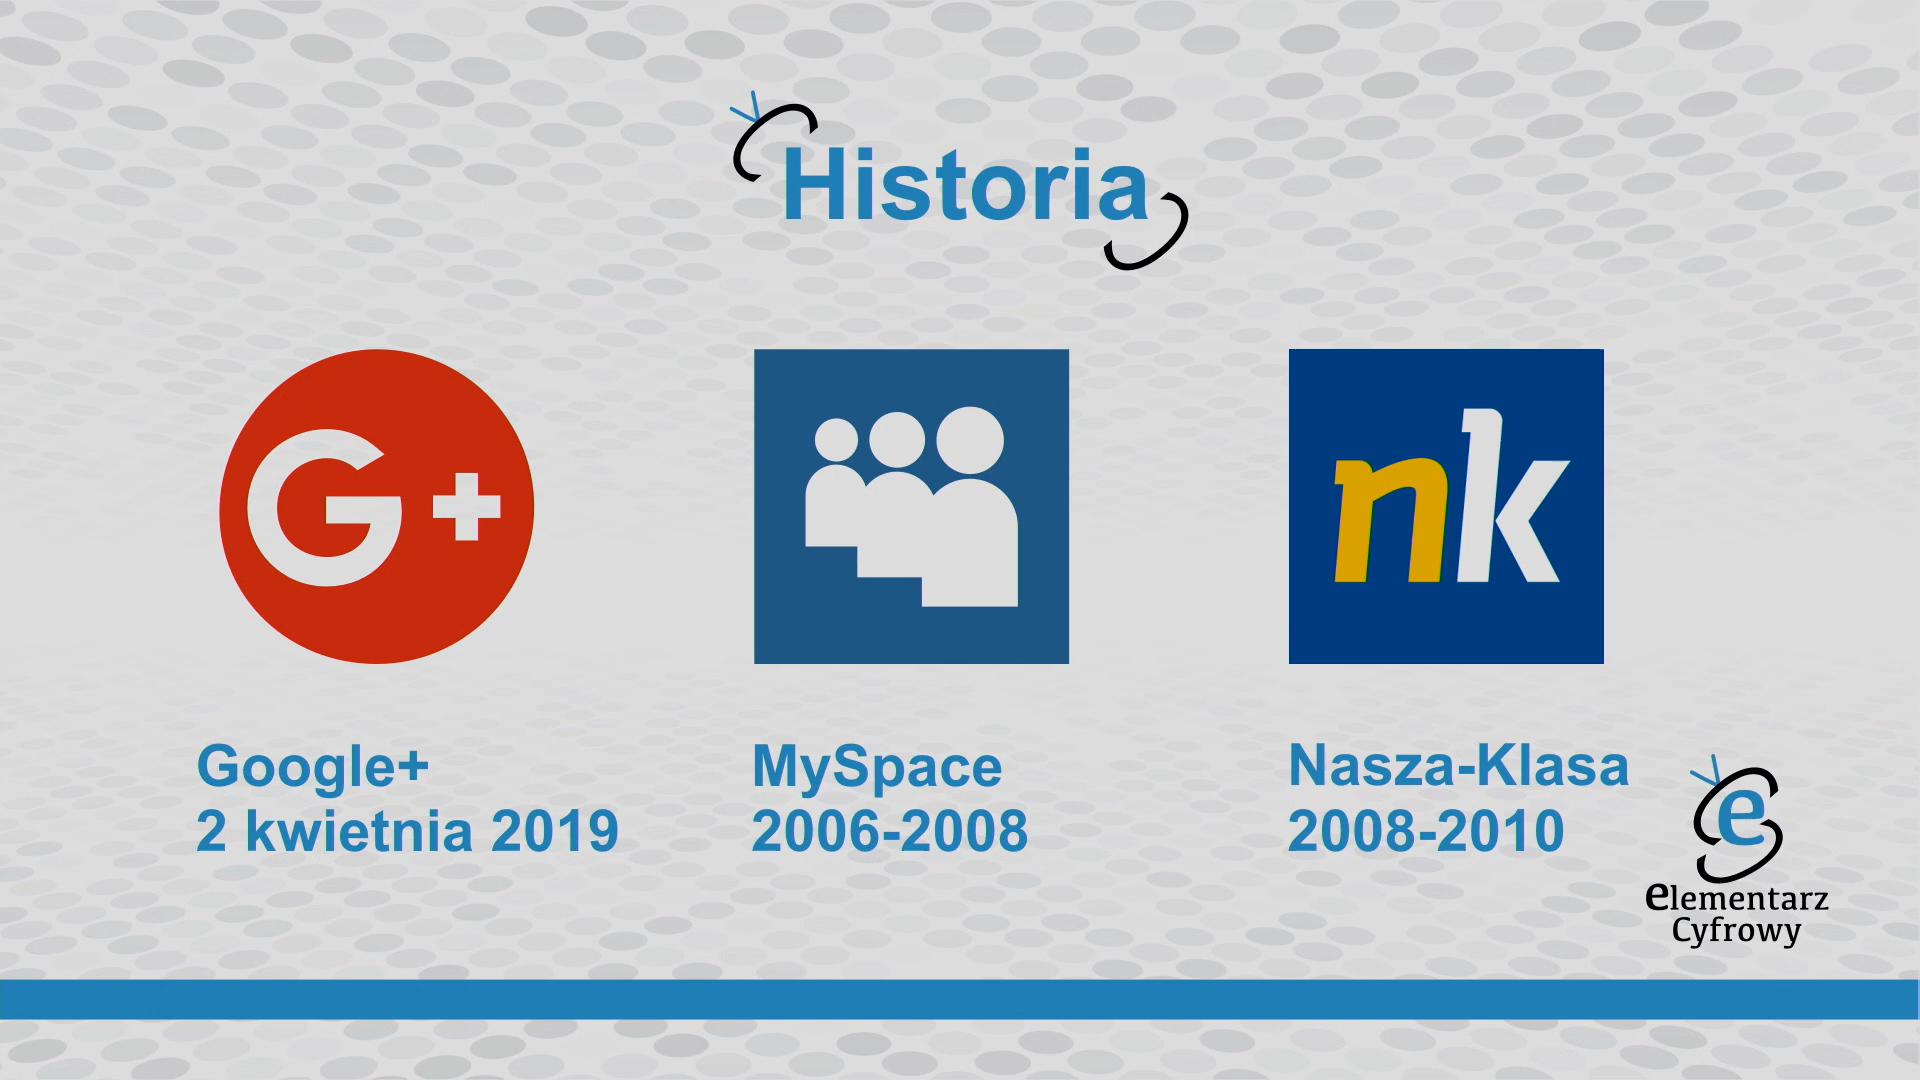 Historia
G+
nk
Google+
2 kwietnia 2019
MySpace
2006-2008
Nasza-Klasa
2008-2010
e
elementarz
Cyfrowy